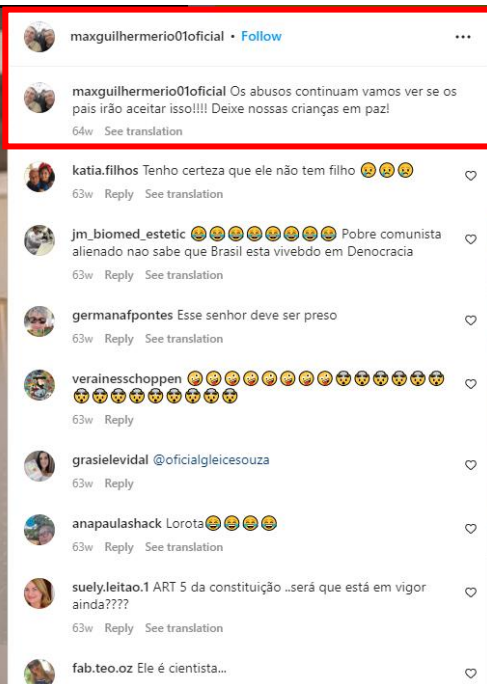 maxguilhermerio01oficial • Follow
maxguilhermerio01oficial Os abusos continuam vamos ver se os
pais irão aceitar isso!!!! Deixe nossas crianças em paz!
64w See translation
katia.filhos Tenho certeza que ele não tem filho 😢😢😢
63w Reply See translation
jm_biomed_estetic 😂😂😂😂😂😂😂😂 Pobre comunista
alienado nao sabe que Brasil esta vivebdo em Denocracia
63w Reply See translation
germanafpontes Esse senhor deve ser preso
63w Reply See translation
verainesschoppen 🤪🤪🤪🤪🤪🤪🤪🤪🤯🤯🤯🤯🤯🤯
🤯🤯🤯🤯🤯🤯🤯🤯🤯
63w Reply
grasielevidal @oficialgleicesouza
63w Reply
anapaulashack Lorota😂😂😂😂
63w Reply See translation
suely.leitao.1 ART 5 da constituição ..será que está em vigor
ainda????
63w Reply See translation
fab.teo.oz Ele é cientista...